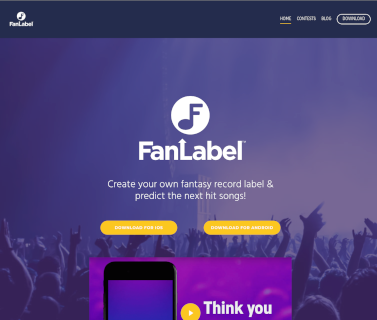 FanLabel
HOME CONTESTS BLOG DOWNLOAD
FanLabel
Create your own fantasy record label &
predict the next hit songs!
DOWNLOAD FOR IOS DOWNLOAD FOR ANDROID
Think you